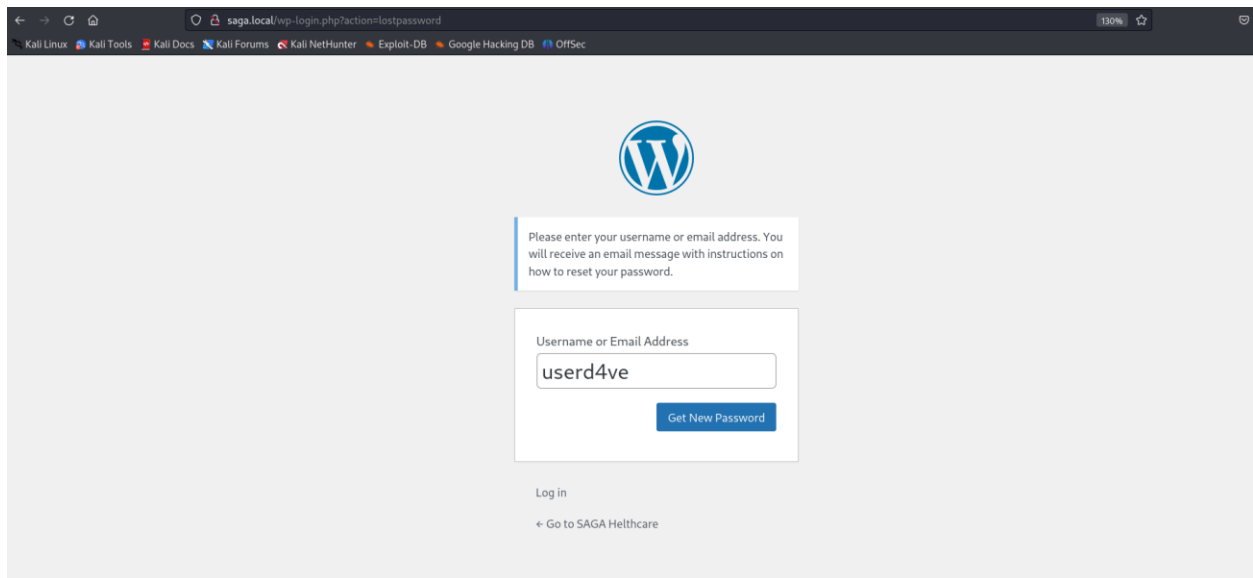 saga.local/wp-login.php?action=lostpassword 130%
Kali Linux Kali Tools Kali Docs Kali Forums Kali NetHunter Exploit-DB Google Hacking DB OffSec
Please enter your username or email address. You
will receive an email message with instructions on
how to reset your password.
Username or Email Address
userd4ve
Get New Password
Log in
← Go to SAGA Helthcare